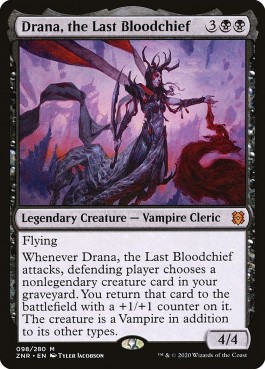 Drana, the Last Bloodchief 3
Legendary Creature — Vampire Cleric
Flying
Whenever Drana, the Last Bloodchief
attacks, defending player chooses a
nonlegendary creature card in your
graveyard. You return that card to the
battlefield with a +1/+1 counter on it.
The creature is a Vampire in addition
to its other types.
4/4
098/280 M
ZNR • EN Tyler Jacobson
™ & © 2020 Wizards of the Coast